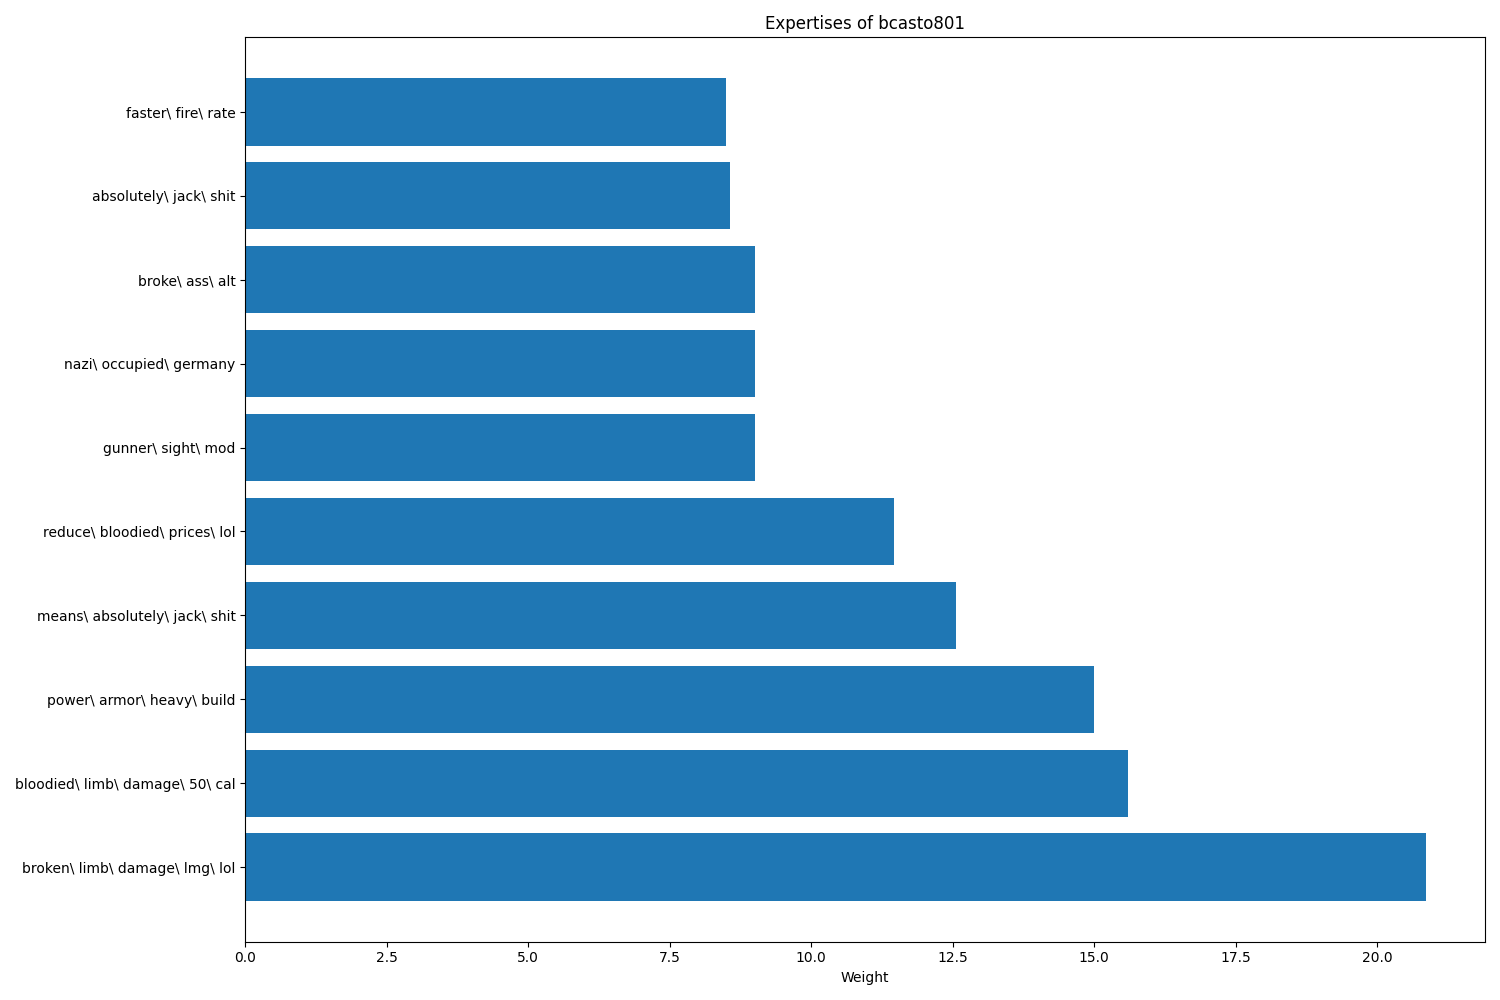 Expertises of bcasto801
faster\ fire\ rate
absolutely\ jack\ shit
broke\ ass\ alt
nazi\ occupied\ germany
gunner\ sight\ mod
reduce\ bloodied\ prices\ lol
means\ absolutely\ jack\ shit
power\ armor\ heavy\ build
bloodied\ limb\ damage\ 50\ cal
broken\ limb\ damage\ lmg\ lol
0.0 2.5 5.0 7.5 10.0 12.5 15.0 17.5 20.0
Weight